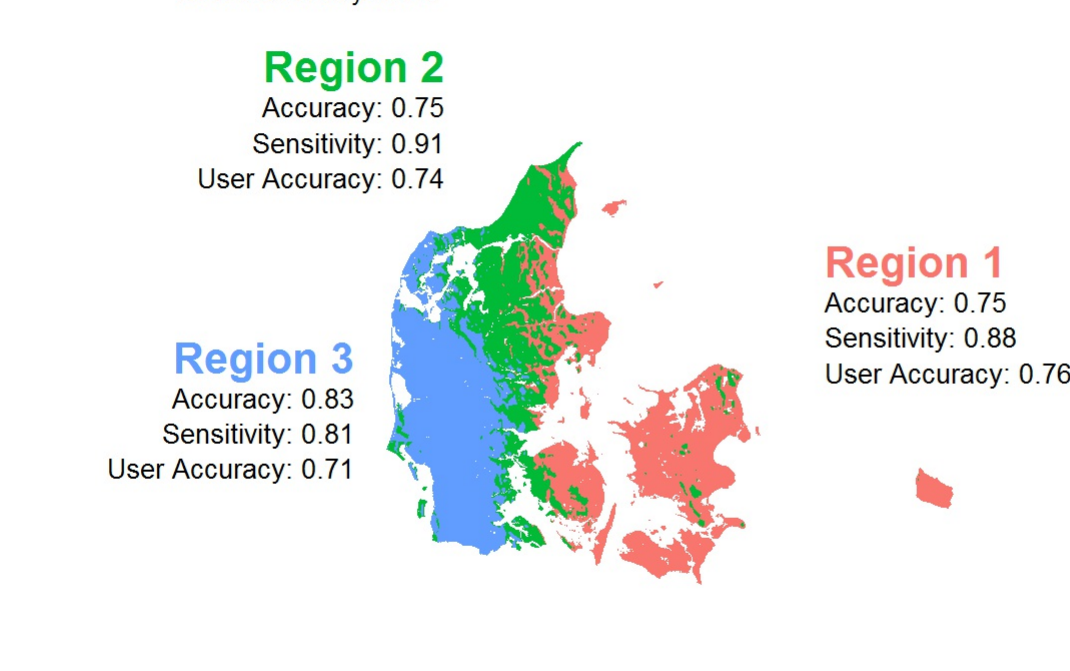 Region 2
Accuracy: 0.75
Sensitivity: 0.91
User Accuracy: 0.74
Region 1
Accuracy: 0.75
Sensitivity: 0.88
User Accuracy: 0.76
Region 3
Accuracy: 0.83
Sensitivity: 0.81
User Accuracy: 0.71